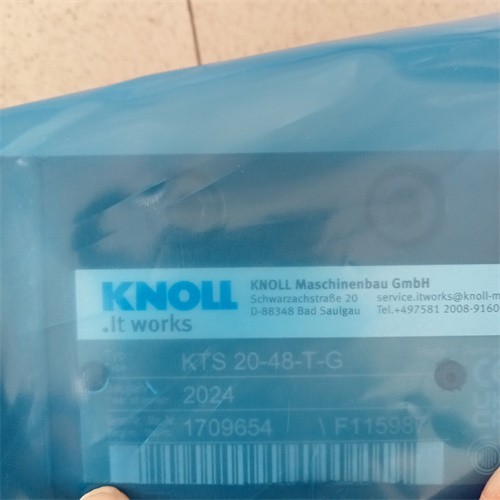 KNOLL
.it works
KNOLL Maschinenbau GmbH
Schwarzachstraße 20 service.itworks@knoll-m
D-88348 Bad Saulgau Tel.+497581 2008-9160
KTS 20-48-T-G
2024
1709654 \ F115987